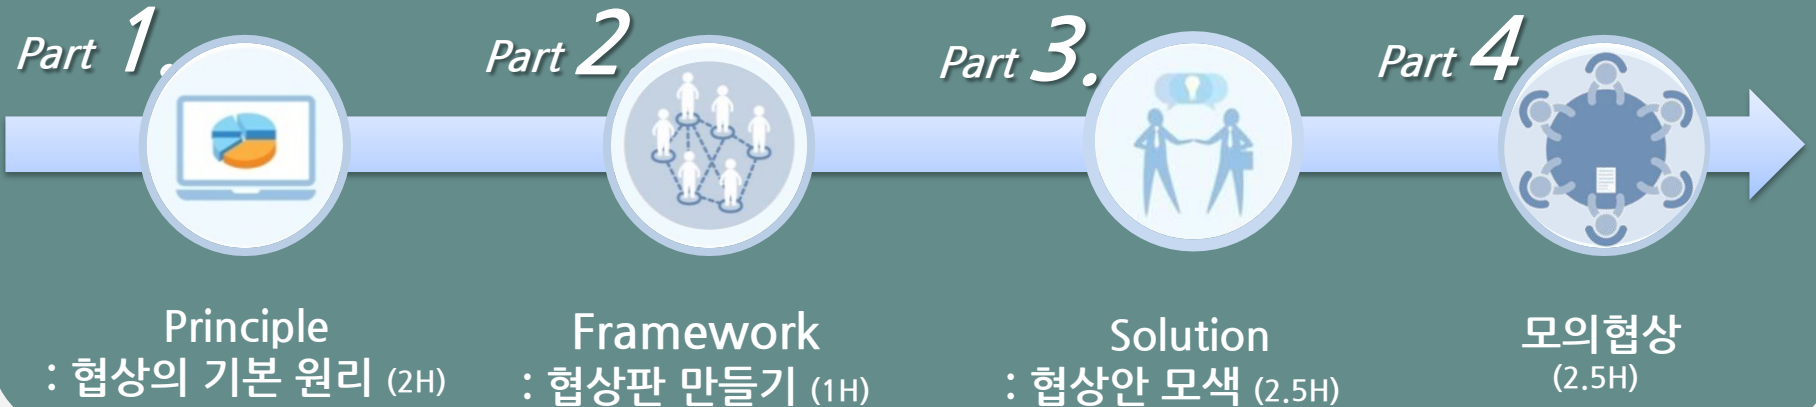 Part 1.
Principle
: 협상의 기본 원리 (2H)
Part 2
Framework
: 협상판 만들기 (1H)
Part 3.
Solution
: 협상안 모색 (2.5H)
Part 4
모의협상
(2.5H)